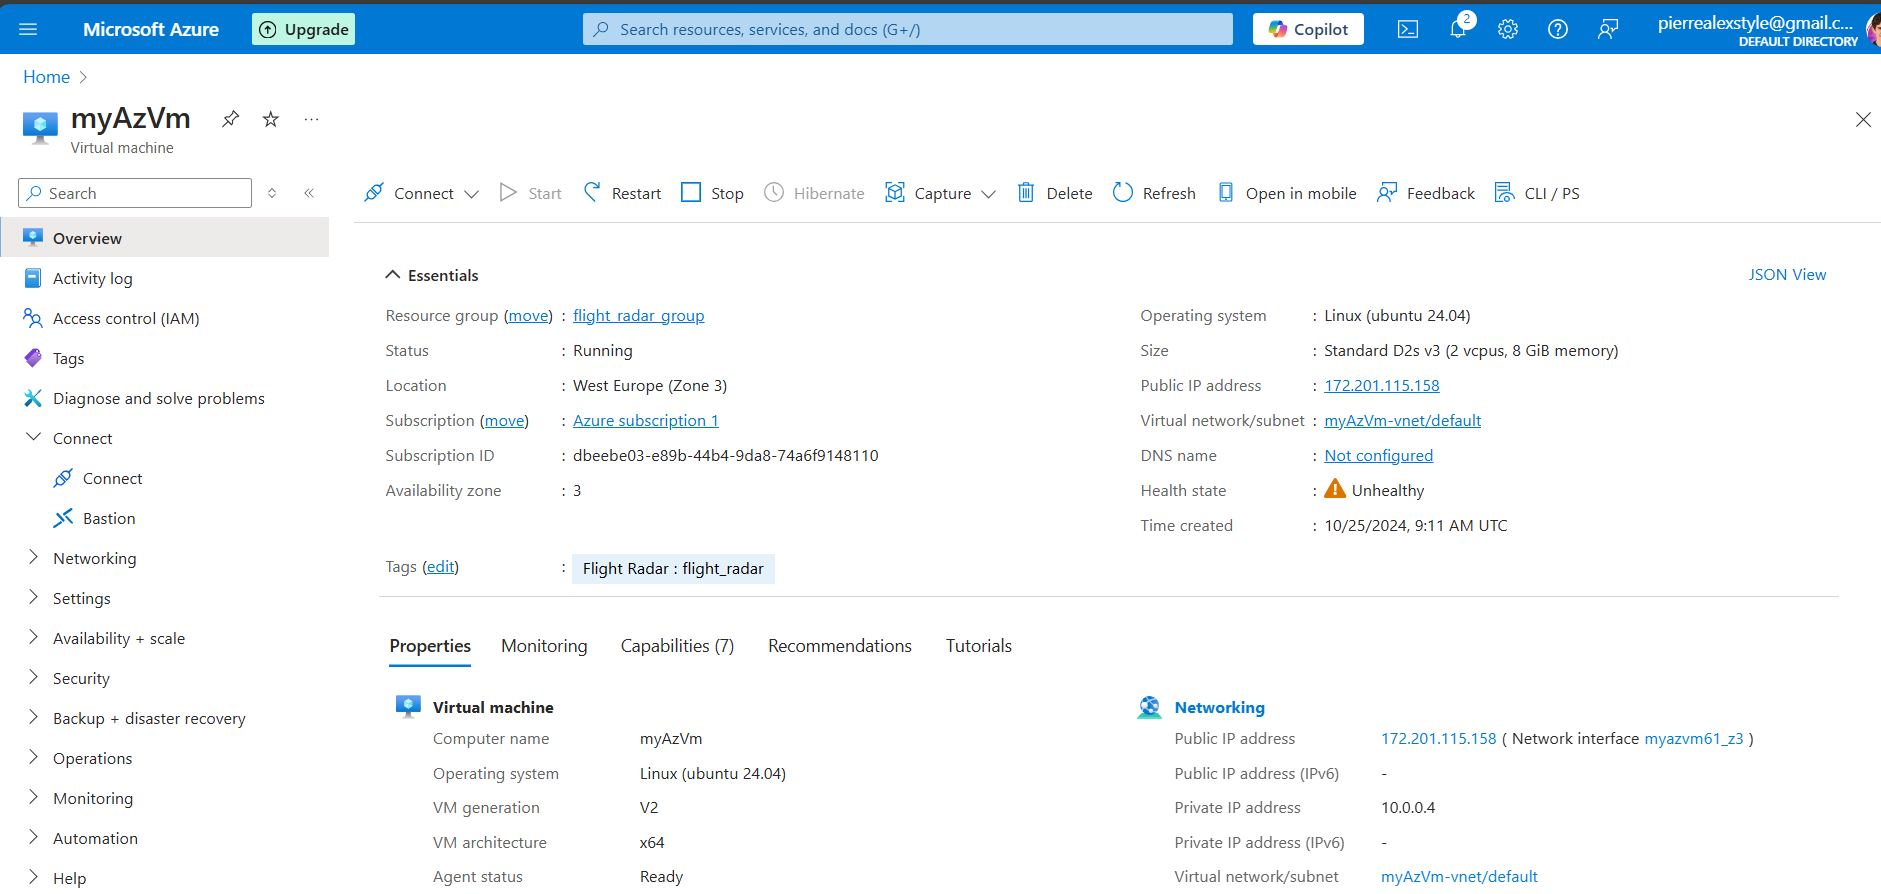 Microsoft Azure
Upgrade
Search resources, services, and docs (G+/)
Copilot
2
pierrealexstyle@gmail.c...
DEFAULT DIRECTORY
Home
myAzVm
Virtual machine
Search
Connect
Start
Restart
Stop
Hibernate
Capture
Delete
Refresh
Open in mobile
Feedback
CLI / PS
Overview
Activity log
Access control (IAM)
Tags
Diagnose and solve problems
Connect
Connect
Bastion
Networking
Settings
Availability + scale
Security
Backup + disaster recovery
Operations
Monitoring
Automation
Help
Essentials
JSON View
Resource group (move) : flight_radar_group
Status : Running
Location : West Europe (Zone 3)
Subscription (move) : Azure subscription 1
Subscription ID : dbeebe03-e89b-44b4-9da8-74a6f9148110
Availability zone : 3
Operating system : Linux (ubuntu 24.04)
Size : Standard D2s v3 (2 vcpus, 8 GiB memory)
Public IP address : 172.201.115.158
Virtual network/subnet : myAzVm-vnet/default
DNS name : Not configured
Health state : Unhealthy
Time created : 10/25/2024, 9:11 AM UTC
Tags (edit) : Flight Radar : flight_radar
Properties
Monitoring
Capabilities (7)
Recommendations
Tutorials
Virtual machine
Computer name myAzVm
Operating system Linux (ubuntu 24.04)
VM generation V2
VM architecture x64
Agent status Ready
Networking
Public IP address 172.201.115.158 ( Network interface myazvm61_z3 )
Public IP address (IPv6) -
Private IP address 10.0.0.4
Private IP address (IPv6) -
Virtual network/subnet myAzVm-vnet/default